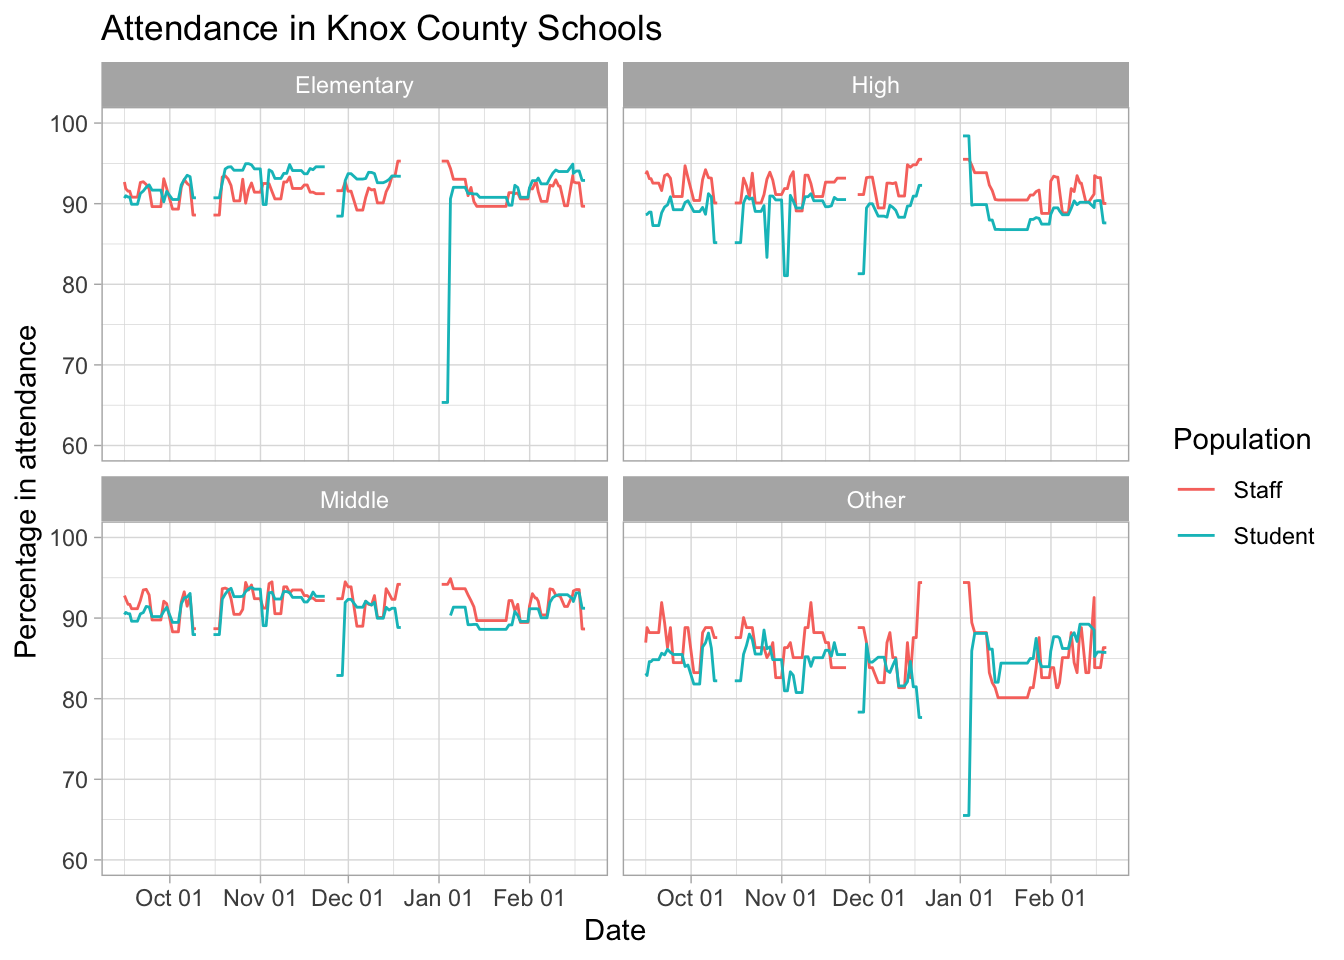 Attendance in Knox County Schools
Elementary
High
100
90
80
70
60
Middle
Other
100
90
80
70
60
Oct 01 Nov 01 Dec 01 Jan 01 Feb 01
Oct 01 Nov 01 Dec 01 Jan 01 Feb 01
Date
Percentage in attendance
Population
Staff
Student